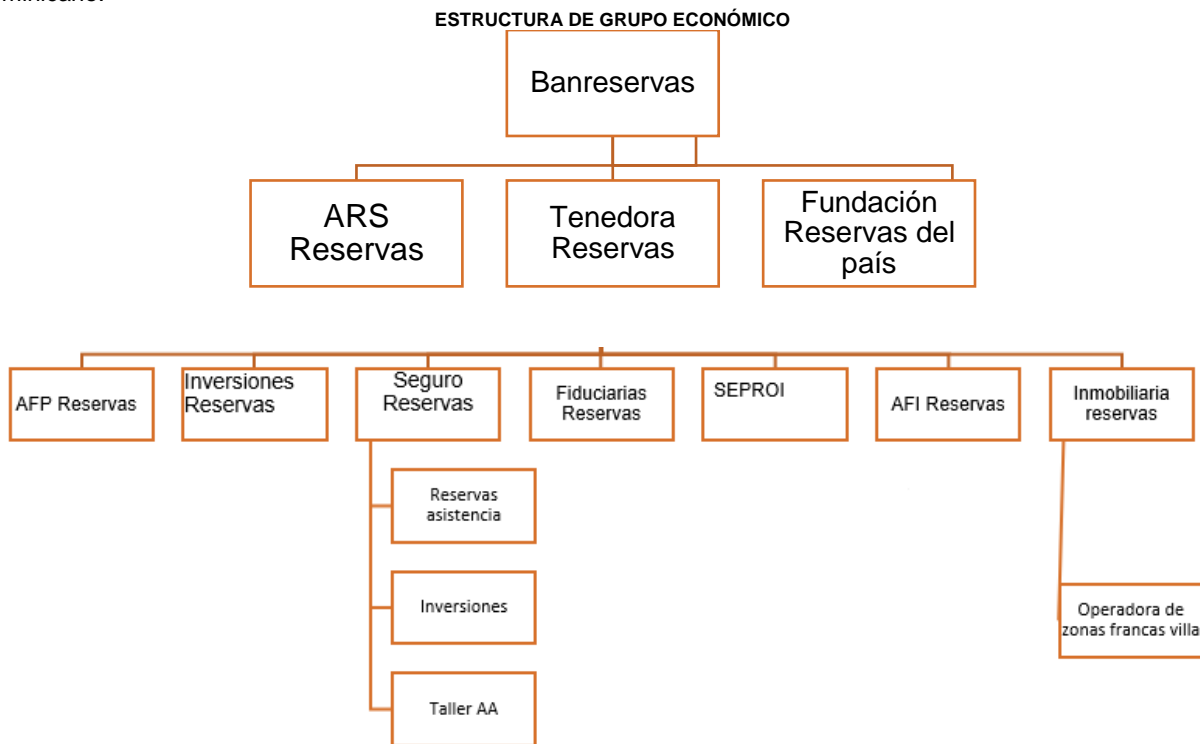 ESTRUCTURA DE GRUPO ECONÓMICO
Banreservas
ARS
Reservas
Tenedora
Reservas
Fundación
Reservas del
país
AFP Reservas
Inversiones
Reservas
Seguro
Reservas
Fiduciarias
Reservas
SEPROI
AFI Reservas
Inmobiliaria
reservas
Reservas
asistencia
Inversiones
Taller AA
Operadora de
zonas francas villa